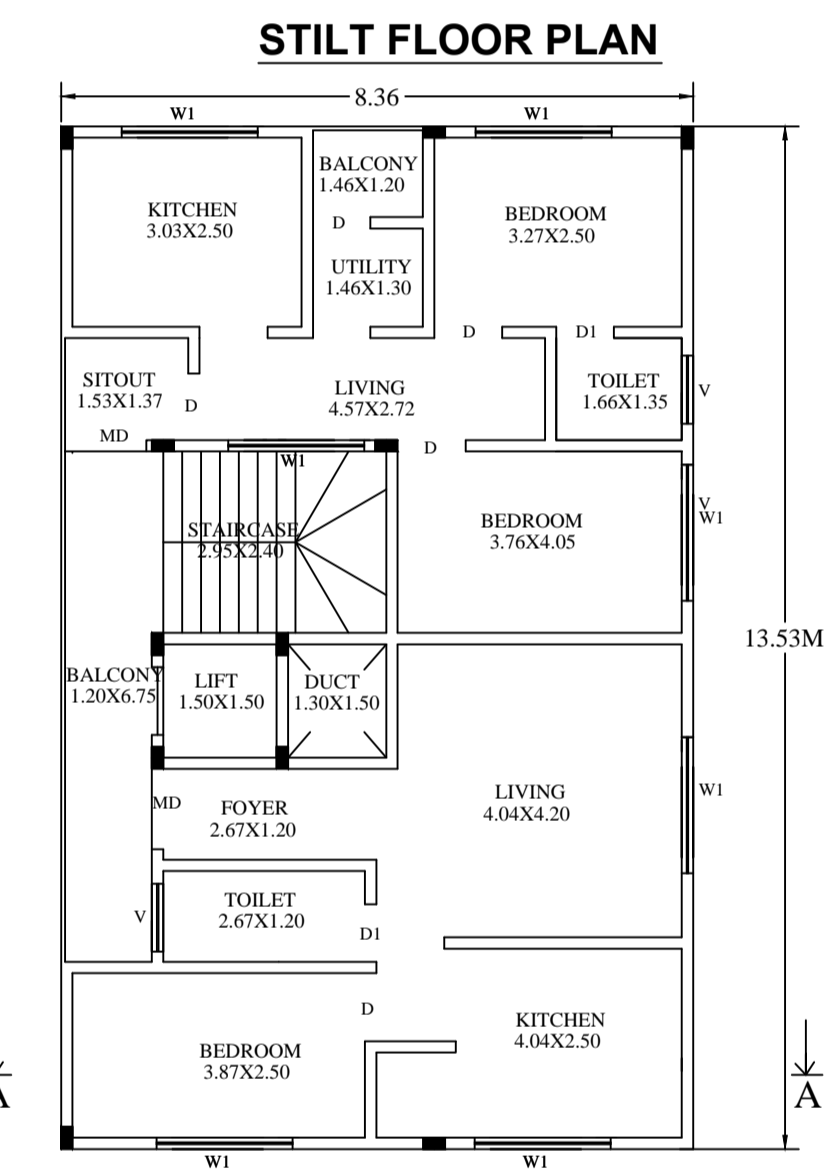 STILT FLOOR PLAN
8.36
W1
W1
BALCONY
1.46X1.20
KITCHEN
3.03X2.50
BEDROOM
3.27X2.50
D
UTILITY
1.46X1.30
D
D1
SITOUT
1.53X1.37
D
LIVING
4.57X2.72
TOILET
1.66X1.35
V
MD
W1
D
STAIRCASE
2.95X2.40
BEDROOM
3.76X4.05
V
W1
13.53M
BALCONY
1.20X6.75
LIFT
1.50X1.50
DUCT
1.30X1.50
MD
FOYER
2.67X1.20
LIVING
4.04X4.20
W1
V
TOILET
2.67X1.20
D1
D
KITCHEN
4.04X2.50
BEDROOM
3.87X2.50
A
A
W1
W1